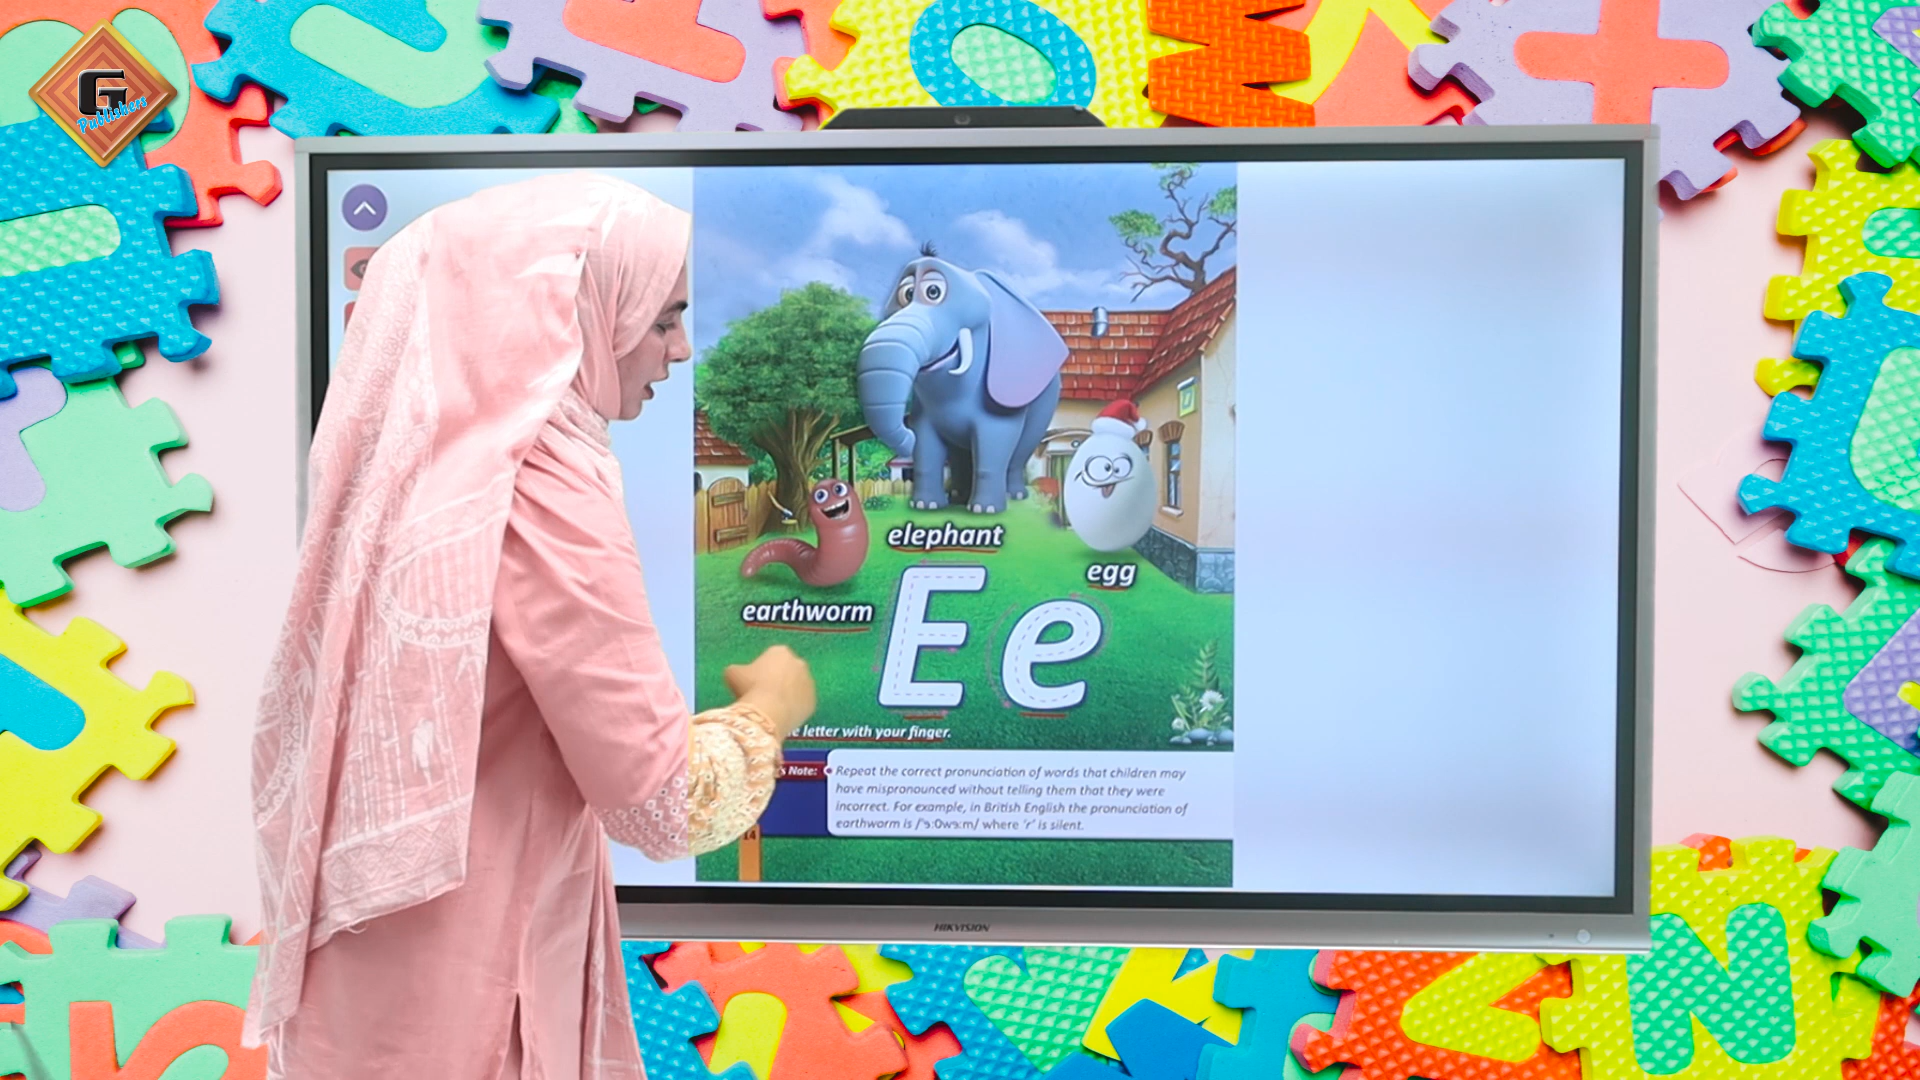 G
Publishers
elephant
egg
earthworm
E e
letter with your finger.
Note: Repeat the correct pronunciation of words that children may
have mispronounced without telling them that they were
incorrect. For example, in British English the pronunciation of
earthworm is /ˈɜːθwɜːm/ where ‘r’ is silent.
14
HIKVISION